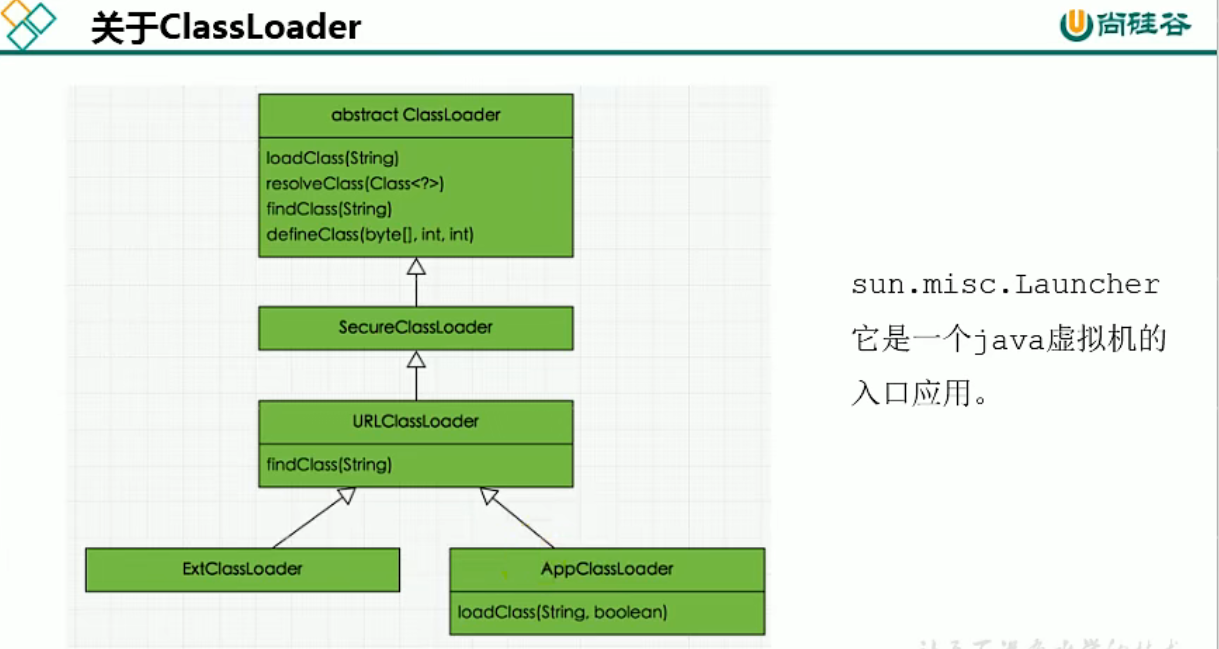 关于ClassLoader
尚硅谷
abstract ClassLoader
loadClass(String)
resolveClass(Class<?>)
findClass(String)
defineClass(byte[], int, int)
SecureClassLoader
URLClassLoader
findClass(String)
ExtClassLoader
AppClassLoader
loadClass(String, boolean)
sun.misc.Launcher
它是一个java虚拟机的
入口应用。